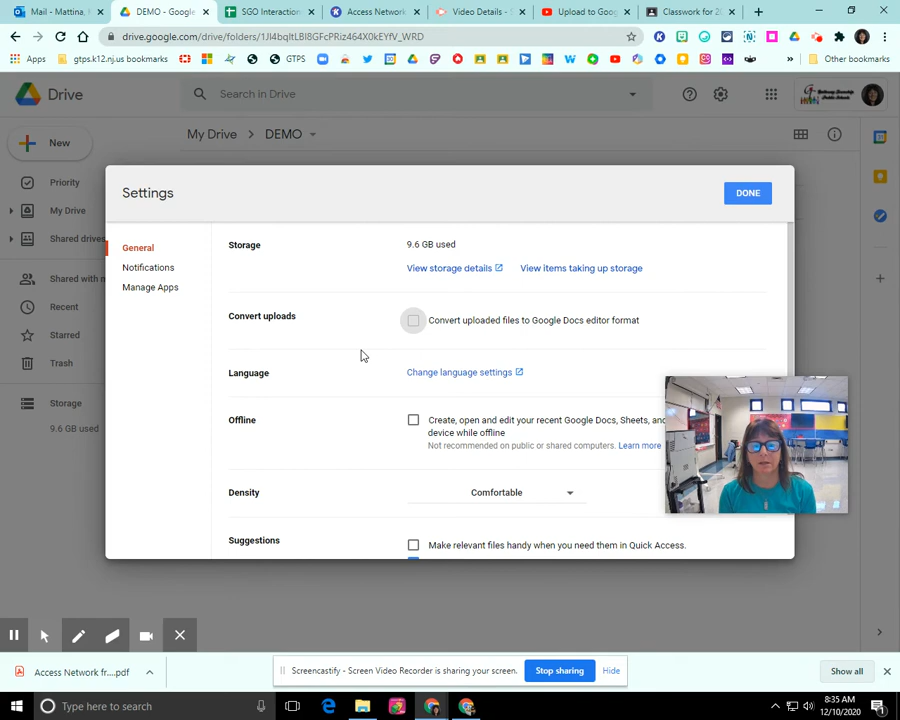 Mail - Mattina, K
DEMO - Google
SGO Interaction
Access Network
Video Details - S
Upload to Goog
Classwork for 20
drive.google.com/drive/folders/
Apps
gtps.k12.nj.us bookmarks
GTPS
»
Other bookmarks
Drive
Search in Drive
New
My Drive > DEMO
Priority
My Drive
Shared drives
Shared with m
Recent
Starred
Trash
Storage
9.6 GB used
Settings
DONE
General
Notifications
Manage Apps
Storage
9.6 GB used
View storage details
View items taking up storage
Convert uploads
Convert uploaded files to Google Docs editor format
Language
Change language settings
Offline
Create, open and edit your recent Google Docs, Sheets, and
device while offline
Not recommended on public or shared computers. Learn more
Density
Comfortable
Suggestions
Make relevant files handy when you need them in Quick Access.
Access Network fr....pdf
Screencastify - Screen Video Recorder is sharing your screen.
Stop sharing
Hide
Show all
Type here to search
8:35 AM
12/10/2020